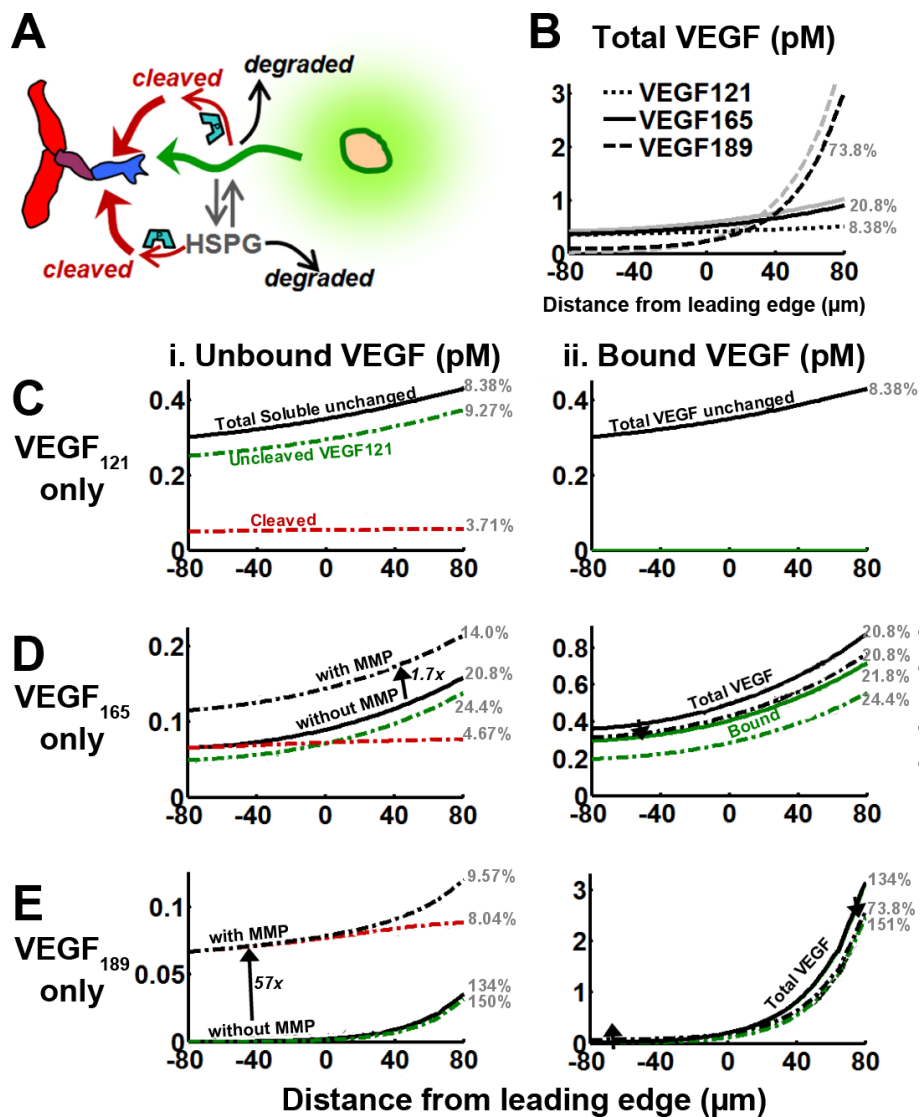 A
degraded
cleaved
HSPG
cleaved
degraded
B Total VEGF (pM)
VEGF121
VEGF165
VEGF189
3
2
1
0
73.8%
20.8%
8.38%
-80 -40 0 40 80
Distance from leading edge (µm)
i. Unbound VEGF (pM)
ii. Bound VEGF (pM)
C
VEGF121
only
0.4
0.2
0
Total Soluble unchanged
Uncleaved VEGF121
Cleaved
8.38%
9.27%
3.71%
-80 -40 0 40 80
0.4
0.2
0
Total VEGF unchanged
8.38%
-80 -40 0 40 80
D
VEGF165
only
0.2
0.1
0
with MMP
1.7x
without MMP
14.0%
20.8%
24.4%
4.67%
-80 -40 0 40 80
0.8
0.6
0.4
0.2
0
Total VEGF
Bound
20.8%
20.8%
21.8%
24.4%
-80 -40 0 40 80
E
VEGF189
only
0.1
0.05
0
with MMP
57x
without MMP
9.57%
8.04%
134%
150%
-80 -40 0 40 80
3
2
1
0
Total VEGF
134%
73.8%
151%
-80 -40 0 40 80
Distance from leading edge (µm)